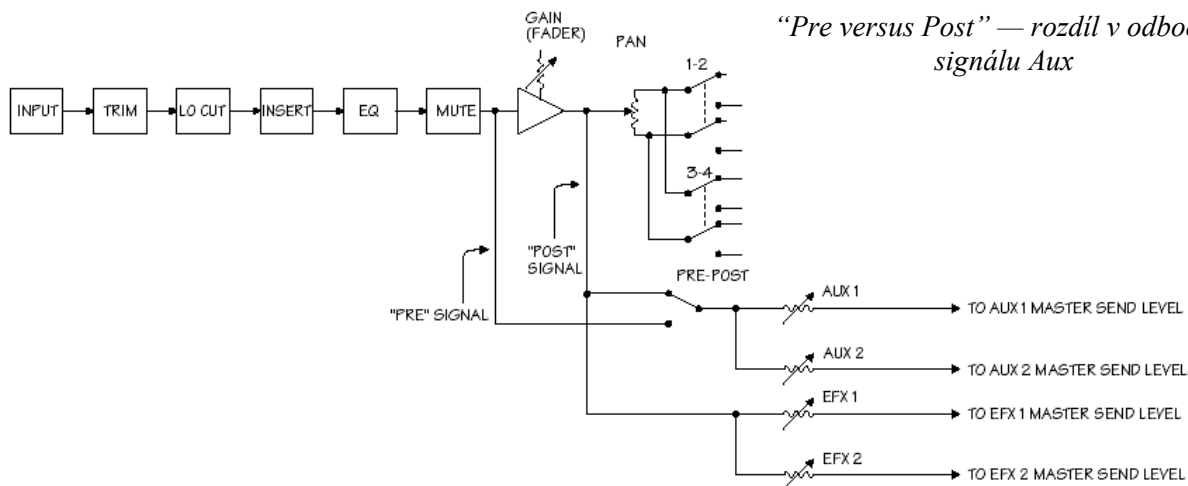 “Pre versus Post” — rozdíl v odboč
signálu Aux
GAIN
(FADER)
PAN
1-2
INPUT
TRIM
LO CUT
INSERT
EQ
MUTE
3-4
"POST"
SIGNAL
PRE-POST
"PRE" SIGNAL
AUX 1
TO AUX 1 MASTER SEND LEVEL
AUX 2
TO AUX 2 MASTER SEND LEVEL
EFX 1
TO EFX 1 MASTER SEND LEVEL
EFX 2
TO EFX 2 MASTER SEND LEVEL